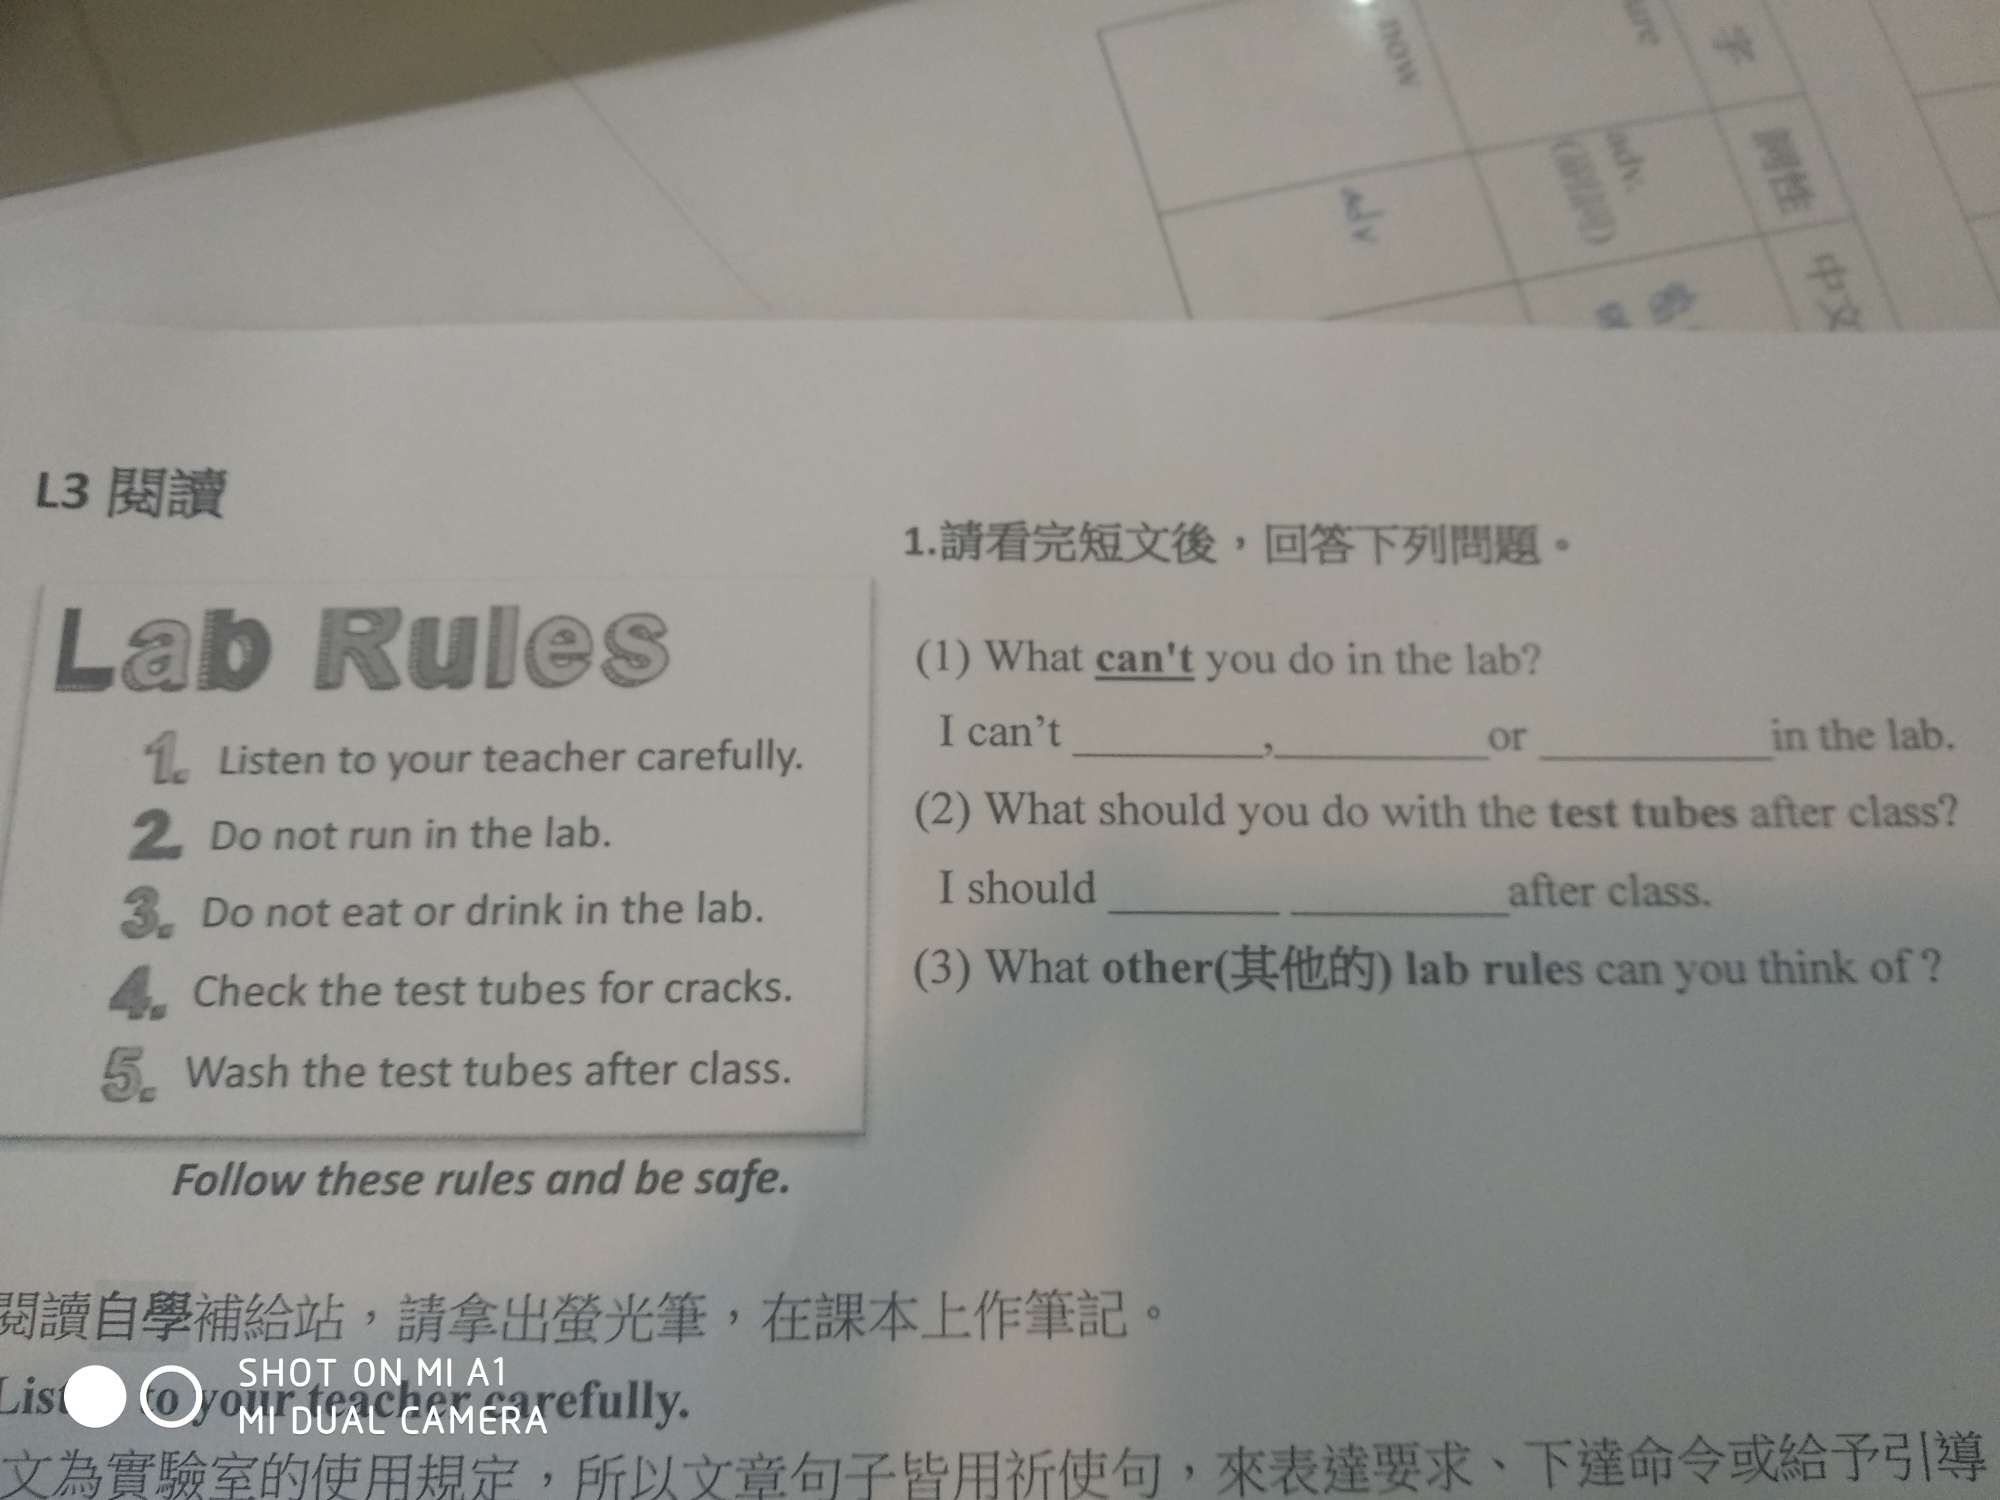 now
adv
adv.
(副詞)
字
詞性
中文
L3 閱讀
Lab Rules
1. Listen to your teacher carefully.
2. Do not run in the lab.
3. Do not eat or drink in the lab.
4. Check the test tubes for cracks.
5. Wash the test tubes after class.
Follow these rules and be safe.
1.請看完短文後，回答下列問題。
(1) What can't you do in the lab?
I can't __________,__________or __________in the lab.
(2) What should you do with the test tubes after class?
I should ________ __________after class.
(3) What other(其他的) lab rules can you think of ?
閱讀自學補給站，請拿出螢光筆，在課本上作筆記。
to your teacher carefully.
文為實驗室的使用規定，所以文章句子皆用祈使句，來表達要求、下達命令或給予引導
SHOT ON MI A1
MI DUAL CAMERA